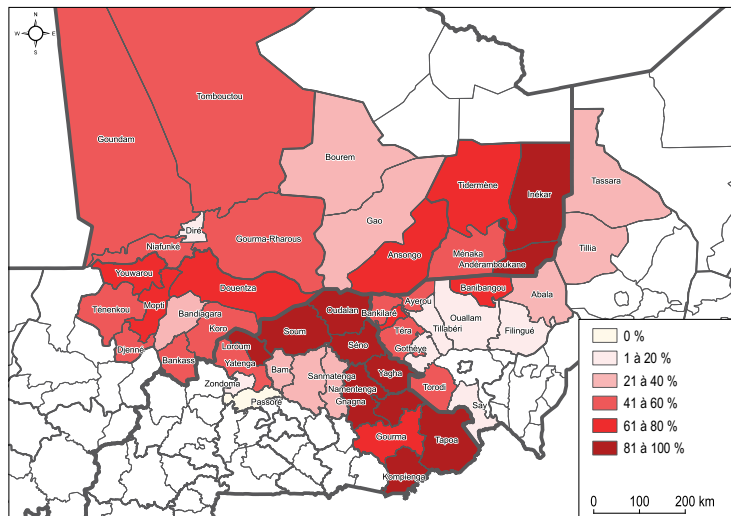 N
W E
S
Tombouctou
Goundam
Bourem
Tidermène
Inékar
Tassara
Diré
Gao
Niafunké
Gourma-Rharous
Tillia
Ménaka
Ansongo
Andéramboukane
Youwarou
Douentza
Banibangou
Abala
Ténenkou
Mopti
Bandiagara
Oudalan
Bankilaré
Ayerou
Ouallam
Koro
Soum
Téra
Tillabéri
Filingué
Djenné
Bankass
Loroum
Séno
Gothèye
Yatenga
Bam
Sanmatenga
Yagha
Zondoma
Namentenga
Torodi
Passoré
Gnagna
Say
Gourma
Tapoa
Kompienga
0 %
1 à 20 %
21 à 40 %
41 à 60 %
61 à 80 %
81 à 100 %
0 100 200 km